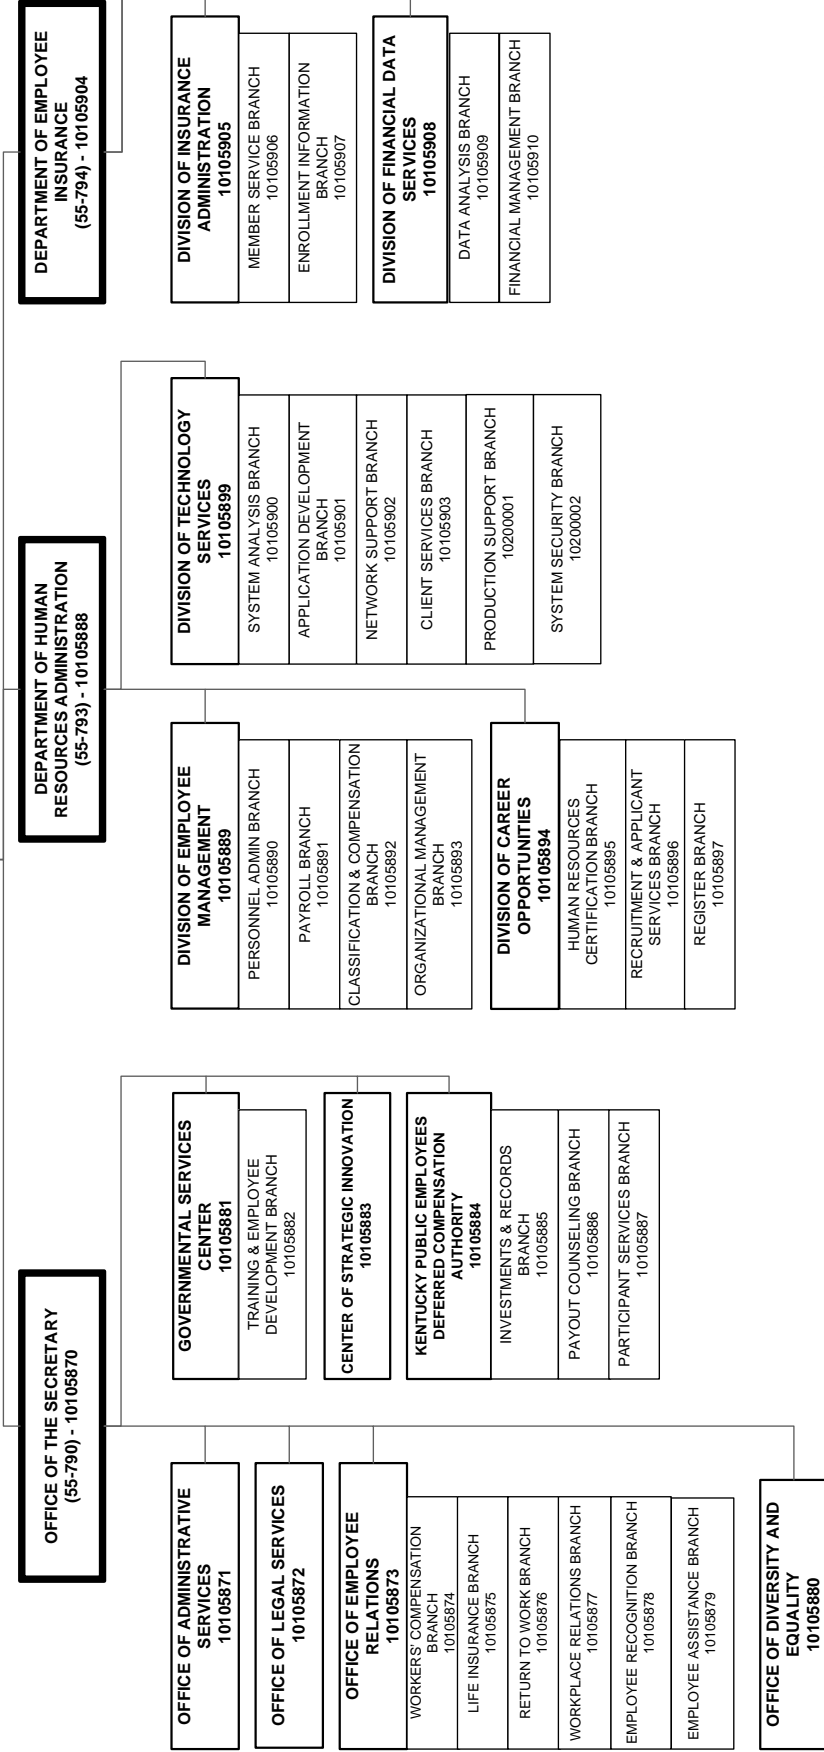 OFFICE OF THE SECRETARY
(55-790) - 10105870
OFFICE OF ADMINISTRATIVE
SERVICES
10105871
OFFICE OF LEGAL SERVICES
10105872
OFFICE OF EMPLOYEE
RELATIONS
10105873
WORKERS' COMPENSATION
BRANCH
10105874
LIFE INSURANCE BRANCH
10105875
RETURN TO WORK BRANCH
10105876
WORKPLACE RELATIONS BRANCH
10105877
EMPLOYEE RECOGNITION BRANCH
10105878
EMPLOYEE ASSISTANCE BRANCH
10105879
OFFICE OF DIVERSITY AND
EQUALITY
10105880
GOVERNMENTAL SERVICES
CENTER
10105881
TRAINING & EMPLOYEE
DEVELOPMENT BRANCH
10105882
CENTER OF STRATEGIC INNOVATION
10105883
KENTUCKY PUBLIC EMPLOYEES
DEFERRED COMPENSATION
AUTHORITY
10105884
INVESTMENTS & RECORDS
BRANCH
10105885
PAYOUT COUNSELING BRANCH
10105886
PARTICIPANT SERVICES BRANCH
10105887
DEPARTMENT OF HUMAN
RESOURCES ADMINISTRATION
(55-793) - 10105888
DIVISION OF EMPLOYEE
MANAGEMENT
10105889
PERSONNEL ADMIN BRANCH
10105890
PAYROLL BRANCH
10105891
CLASSIFICATION & COMPENSATION
BRANCH
10105892
ORGANIZATIONAL MANAGEMENT
BRANCH
10105893
DIVISION OF CAREER
OPPORTUNITIES
10105894
HUMAN RESOURCES
CERTIFICATION BRANCH
10105895
RECRUITMENT & APPLICANT
SERVICES BRANCH
10105896
REGISTER BRANCH
10105897
DIVISION OF TECHNOLOGY
SERVICES
10105899
SYSTEM ANALYSIS BRANCH
10105900
APPLICATION DEVELOPMENT
BRANCH
10105901
NETWORK SUPPORT BRANCH
10105902
CLIENT SERVICES BRANCH
10105903
PRODUCTION SUPPORT BRANCH
10200001
SYSTEM SECURITY BRANCH
10200002
DEPARTMENT OF EMPLOYEE
INSURANCE
(55-794) - 10105904
DIVISION OF INSURANCE
ADMINISTRATION
10105905
MEMBER SERVICE BRANCH
10105906
ENROLLMENT INFORMATION
BRANCH
10105907
DIVISION OF FINANCIAL DATA
SERVICES
10105908
DATA ANALYSIS BRANCH
10105909
FINANCIAL MANAGEMENT BRANCH
10105910